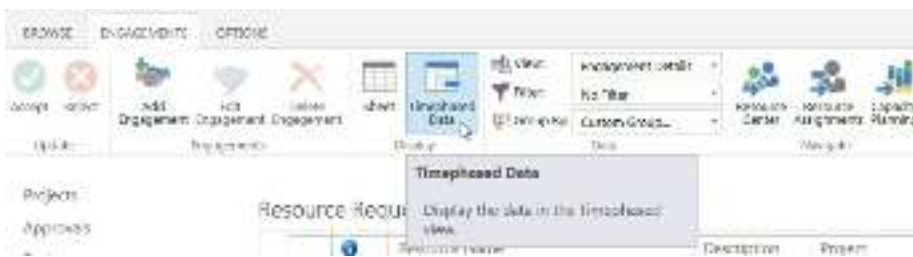 BROWSE ENGAGEMENTS OPTIONS
Accept Reject
Add Engagement
Edit Engagement
Delete Engagement
Sheet
Timephased Data
View: Engagement Details
Filter: No Filter
Group By: Custom Group...
Resource Center
Resource Assignments
Capacity Planning
Update Engagements Display Data Navigate
Timephased Data
Display the data in the timephased
view.
Projects
Approvals
Resource Requ
Resource Name Description Project